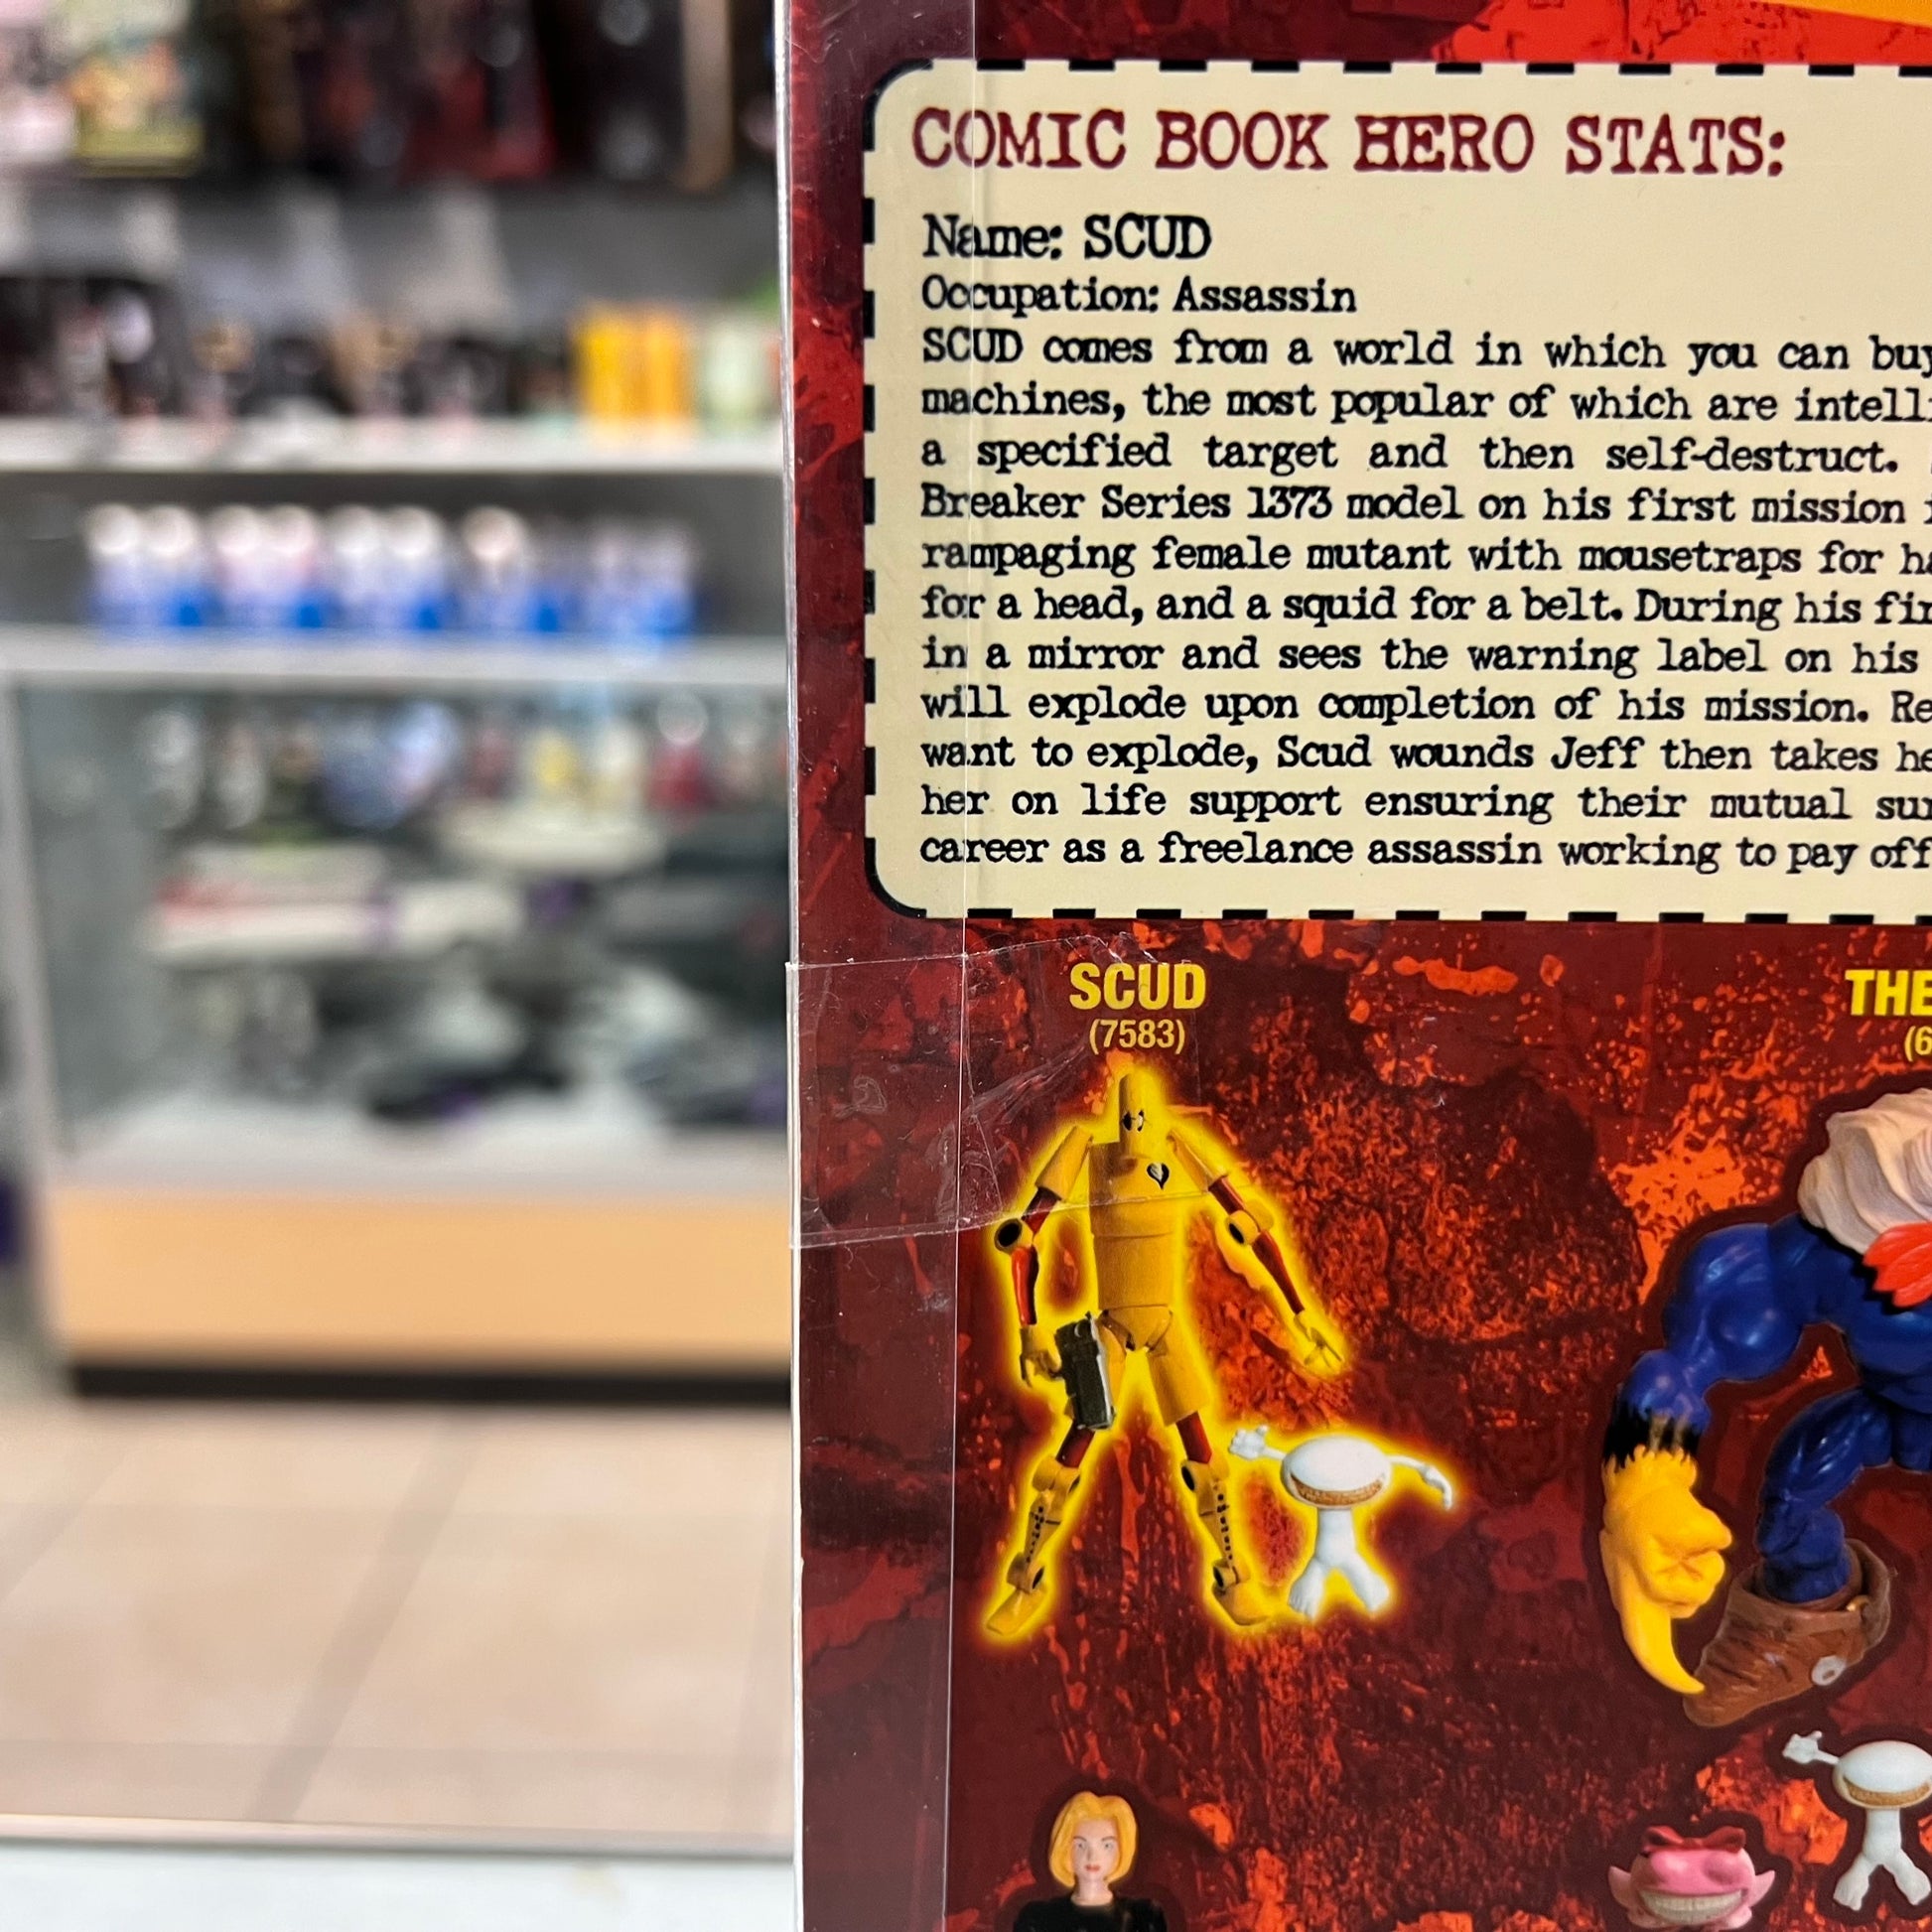 COMIC BOOK HERO STATS:
Name: SCUD
Occupation: Assassin
SCUD comes from a world in which you can buy
machines, the most popular of which are intelli
a specified target and then self-destruct.
Breaker Series 1373 model on his first mission
rampaging female mutant with mousetraps for ha
for a head, and a squid for a belt. During his fir
in a mirror and sees the warning label on his
will explode upon completion of his mission. Re
want to explode, Scud wounds Jeff then takes he
her on life support ensuring their mutual sur
career as a freelance assassin working to pay off
SCUD
(7583)
THE
(6